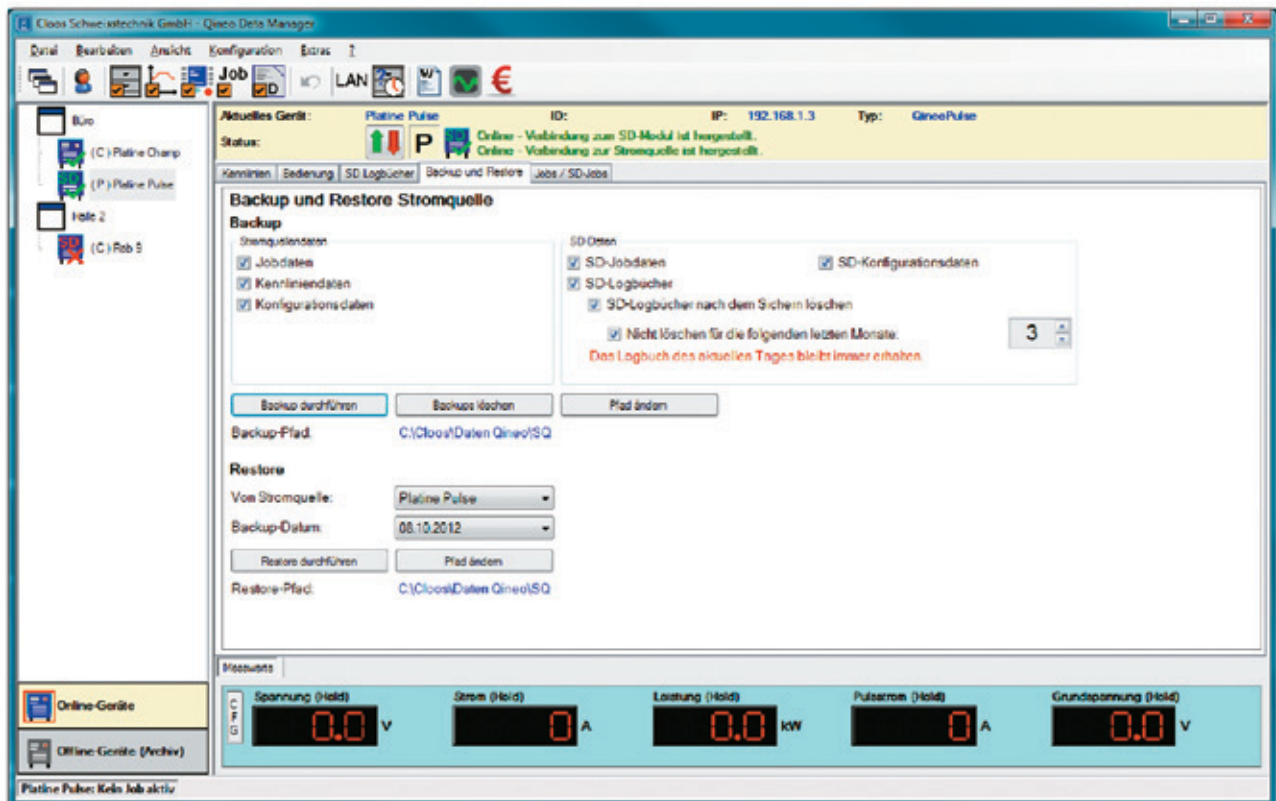 Cloos Schweisstechnik GmbH - Qineo Data Manager
Datei Bearbeiten Ansicht Konfiguration Extras ?
Job LAN W €
D
Büro
(C) Platine Champ
(P) Platine Pulse
Halle 2
(C) Rob 9
Aktuelles Gerät: Platine Pulse ID: IP: 192.168.1.3 Typ: QineoPulse
Status: P SD Online - Verbindung zum SD-Modul ist hergestellt.
Online - Verbindung zur Stromquelle ist hergestellt.
Kennlinien Bedienung SD Logbücher Backup und Restore Jobs / SD-Jobs
Backup und Restore Stromquelle
Backup
Stromquellendaten SD Daten
Jobdaten SD-Jobdaten SD-Konfigurationsdaten
Kennliniendaten SD-Logbücher
Konfigurationsdaten SD-Logbücher nach dem Sichern löschen
Nicht löschen für die folgenden letzten Monate: 3
Das Logbuch des aktuellen Tages bleibt immer erhalten.
Backup durchführen Backups löschen Pfad ändern
Backup-Pfad: C:\Cloos\Daten Qineo\SQ
Restore
Von Stromquelle: Platine Pulse
Backup-Datum: 08.10.2012
Restore durchführen Pfad ändern
Restore-Pfad: C:\Cloos\Daten Qineo\SQ
Messwerte
CFG Spannung (Hold) Strom (Hold) Leistung (Hold) Pulsstrom (Hold) Grundspannung (Hold)
0.0 V 0 A 0.0 kW 0 A 0.0 V
Online-Geräte
Offline-Geräte (Archiv)
Platine Pulse: Kein Job aktiv